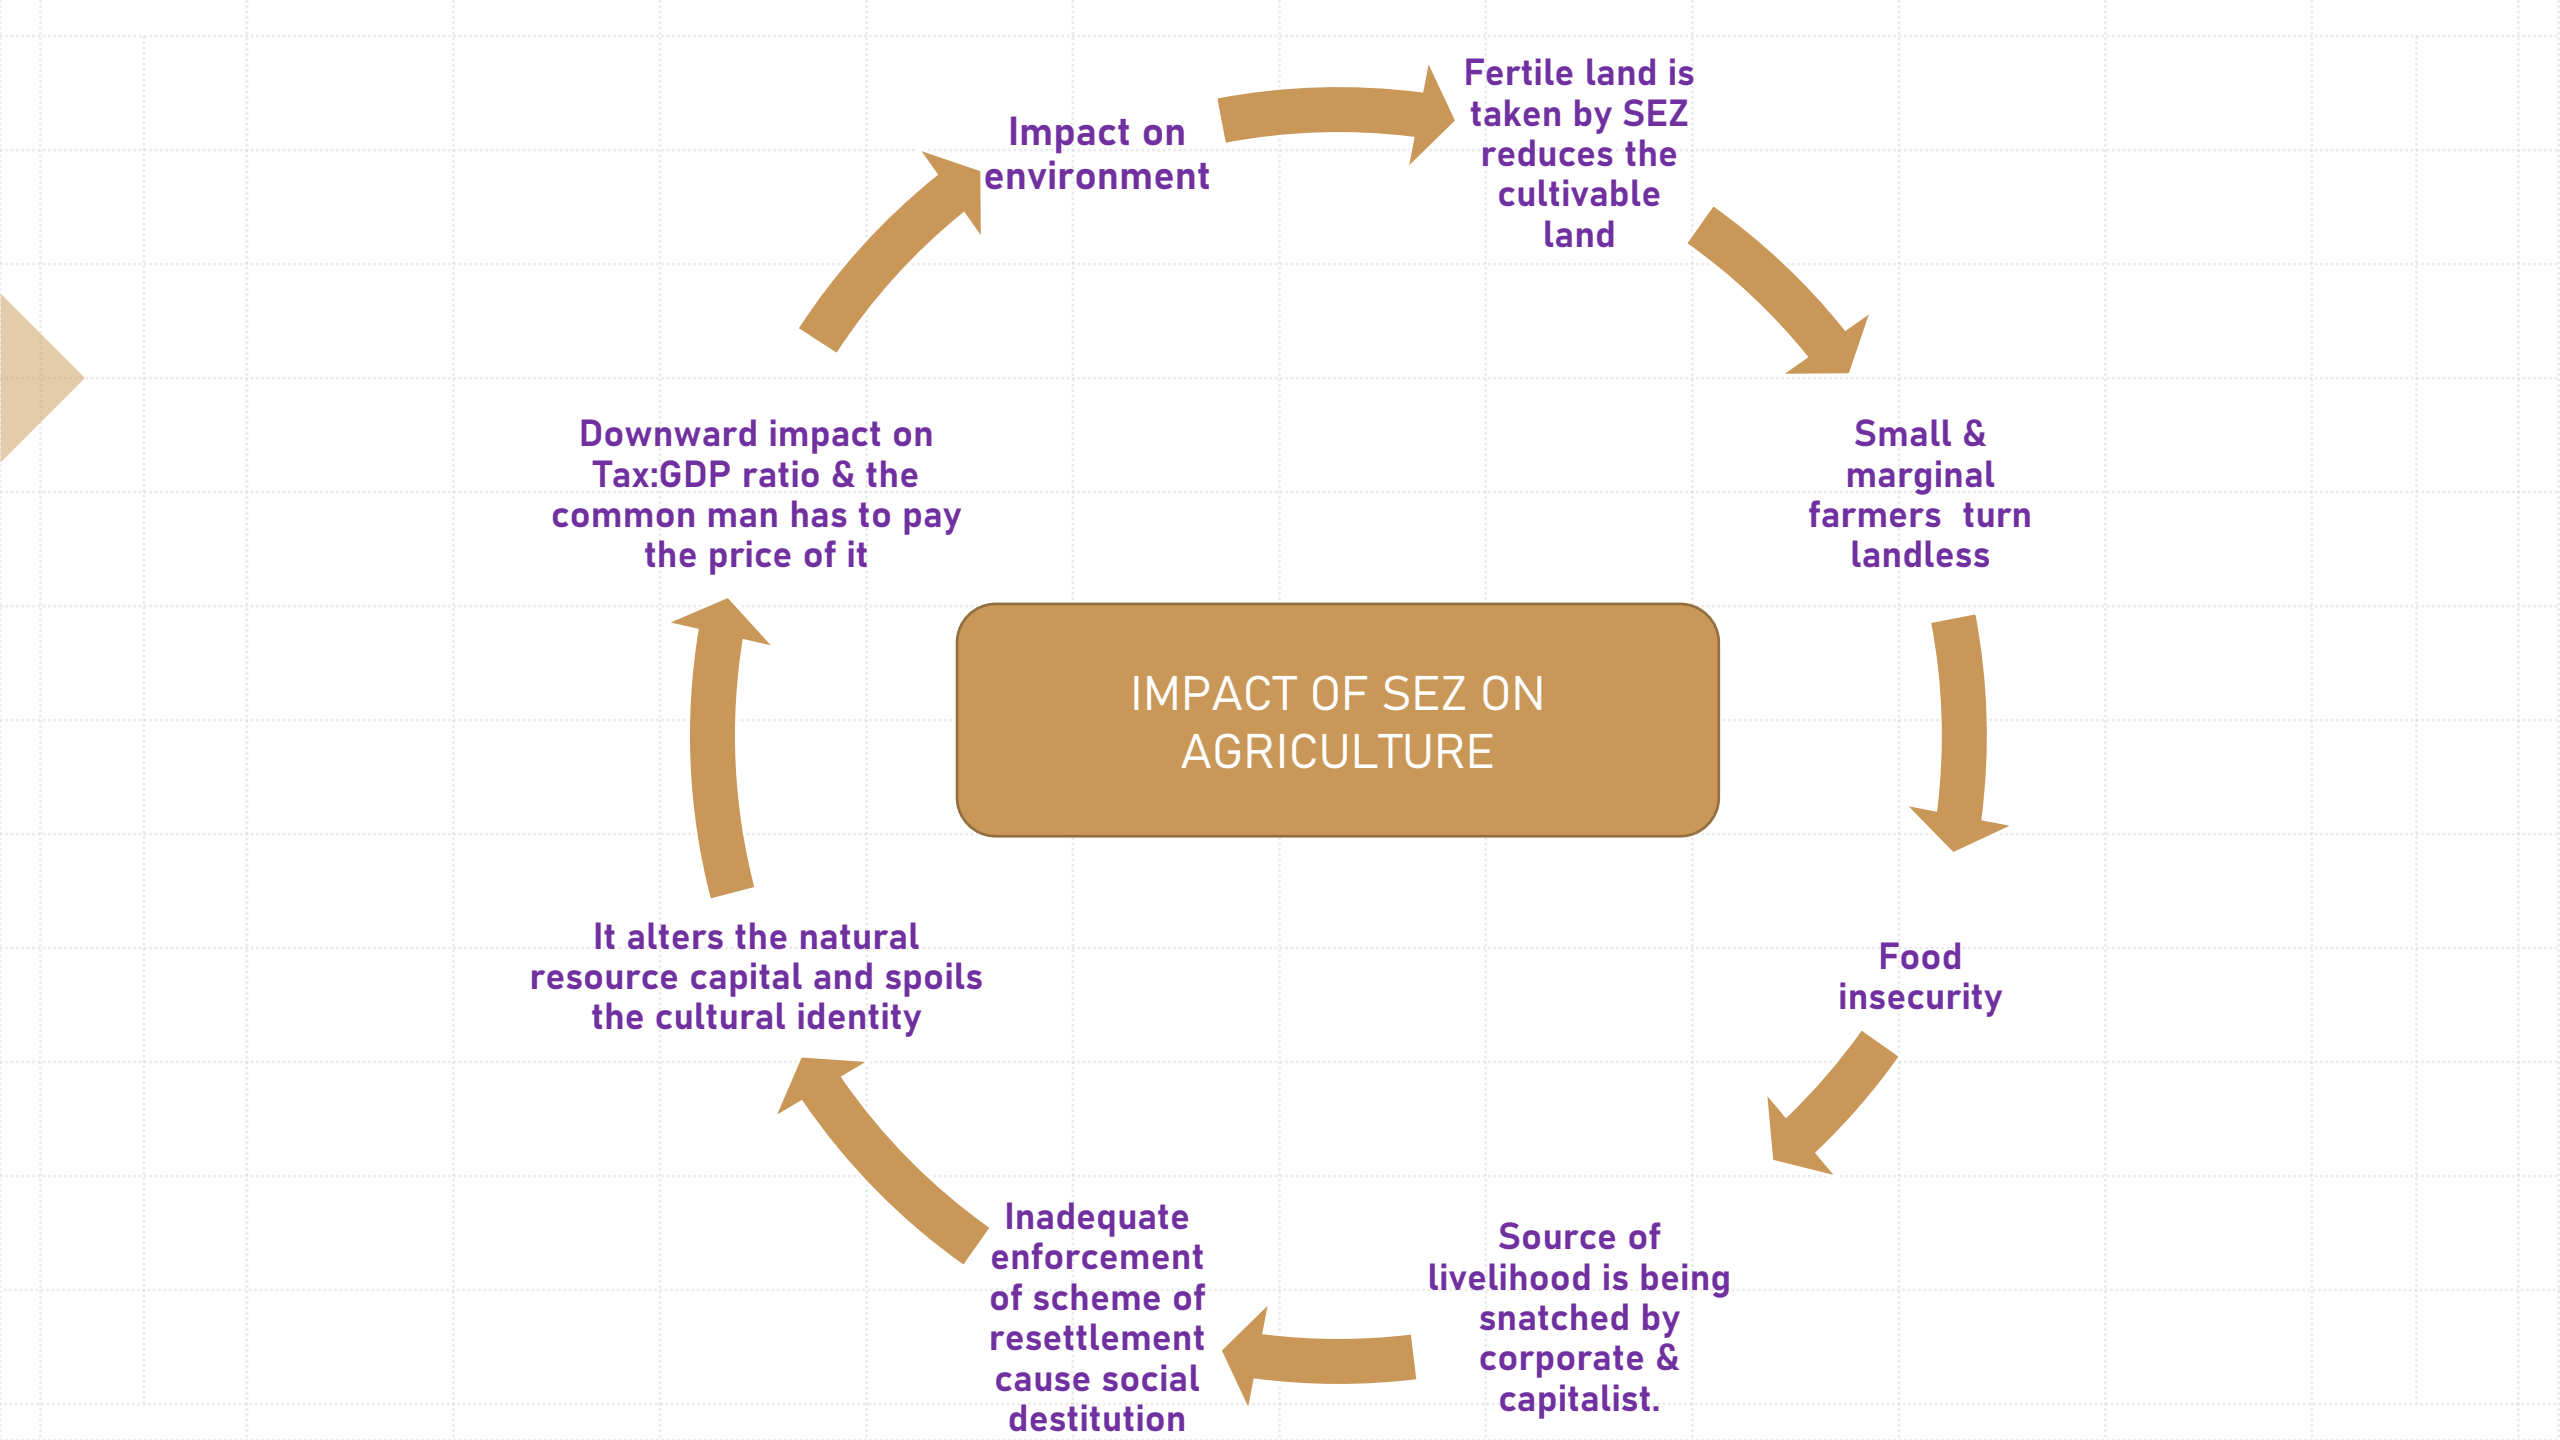 Impact on
environment
Fertile land is
taken by SEZ
reduces the
cultivable
land
Small &
marginal
farmers  turn
landless
Food
insecurity
Source of
livelihood is being
snatched by
corporate &
capitalist.
Inadequate
enforcement
of scheme of
resettlement
cause social
destitution
It alters the natural
resource capital and spoils
the cultural identity
Downward impact on
Tax:GDP ratio & the
common man has to pay
the price of it
IMPACT OF SEZ ON
AGRICULTURE